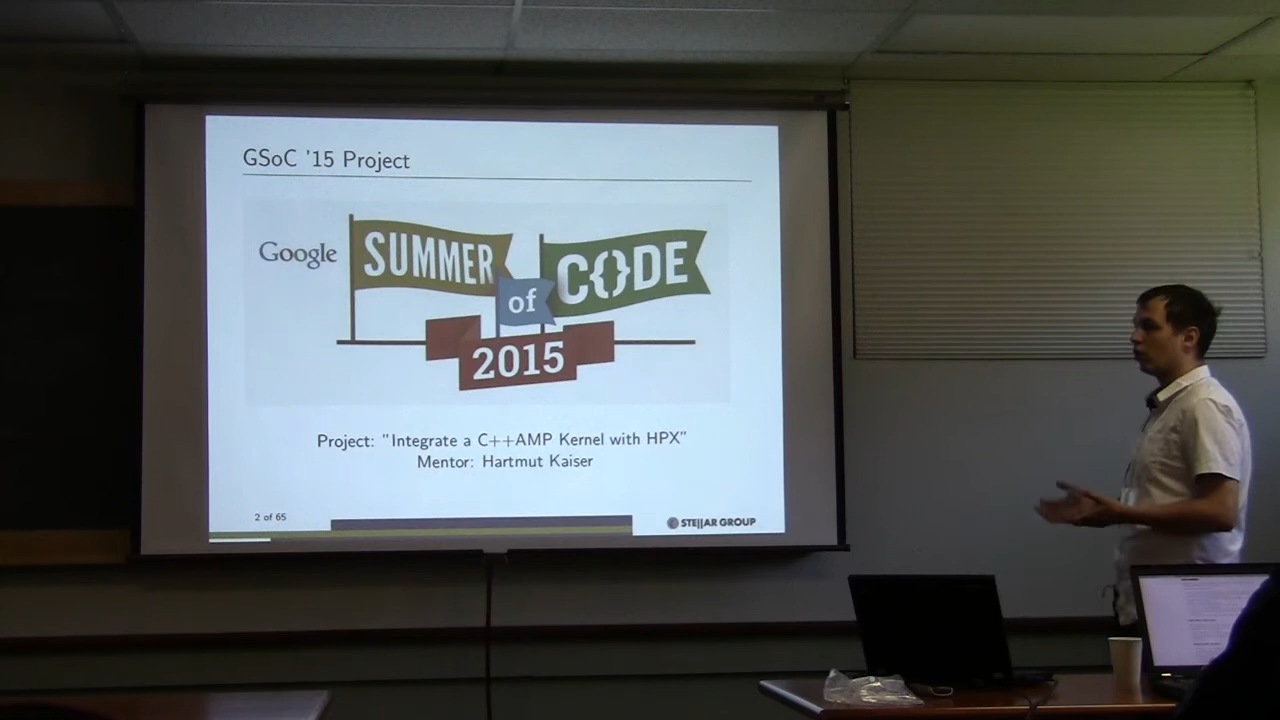 GSoC '15 Project
Google SUMMER of C{}DE
2015
Project: "Integrate a C++AMP Kernel with HPX"
Mentor: Hartmut Kaiser
2 of 65
STE||AR GROUP